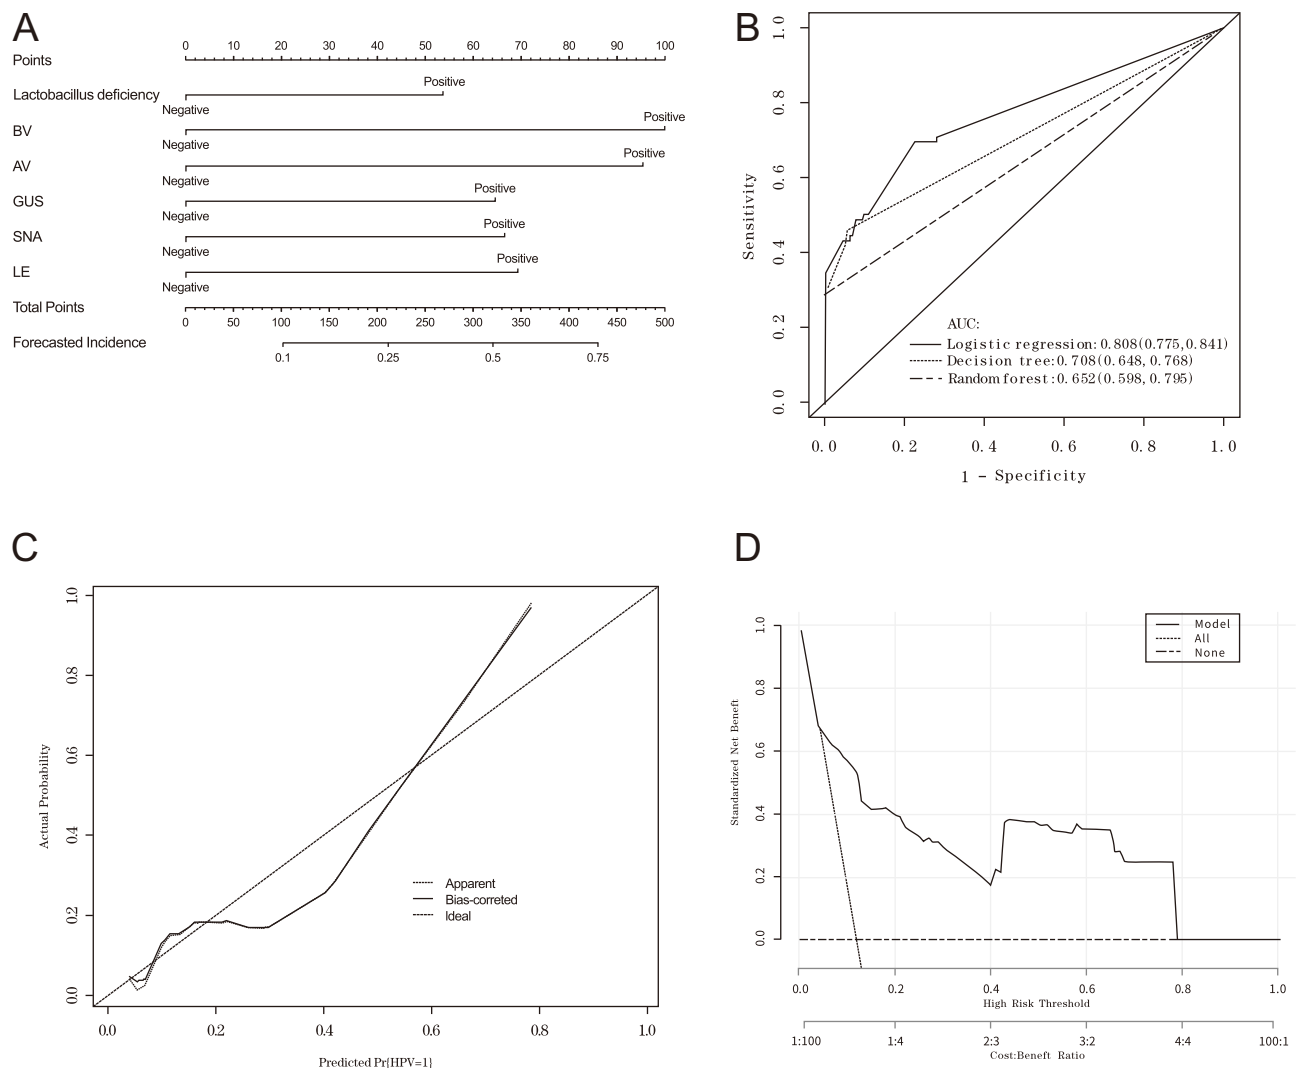 A
0 10 20 30 40 50 60 70 80 90 100
Points
Positive
Lactobacillus deficiency
Negative
Positive
BV
Negative
Positive
AV
Negative
Positive
GUS
Negative
Positive
SNA
Negative
Positive
LE
Negative
Total Points
0 50 100 150 200 250 300 350 400 450 500
Forecasted Incidence
0.1 0.25 0.5 0.75
B
Sensitivity
1.0
0.8
0.6
0.4
0.2
0.0
AUC:
Logistic regression: 0.808(0.775,0.841)
Decision tree:0.708(0.648, 0.768)
Random forest:0.652(0.598, 0.795)
0.0 0.2 0.4 0.6 0.8 1.0
1 - Specificity
C
Actual Probability
1.0
0.8
0.6
0.4
0.2
0.0
Apparent
Bias-correted
Ideal
0.0 0.2 0.4 0.6 0.8 1.0
Predicted Pr{HPV=1}
D
Standardized Net Beneft
1.0
0.8
0.6
0.4
0.2
0.0
Model
All
None
0.0 0.2 0.4 0.6 0.8 1.0
High Risk Threshold
1:100 1:4 2:3 3:2 4:4 100:1
Cost:Beneft Ratio